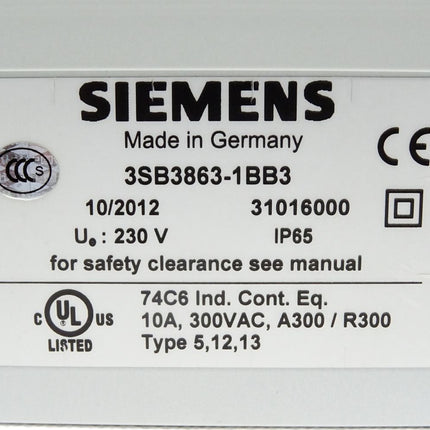 SIEMENS
Made in Germany
CCC S
CE
3SB3863-1BB3
10/2012 31016000
Ue : 230 V IP65
for safety clearance see manual
C UL US
LISTED
74C6 Ind. Cont. Eq.
10A, 300VAC, A300 / R300
Type 5,12,13